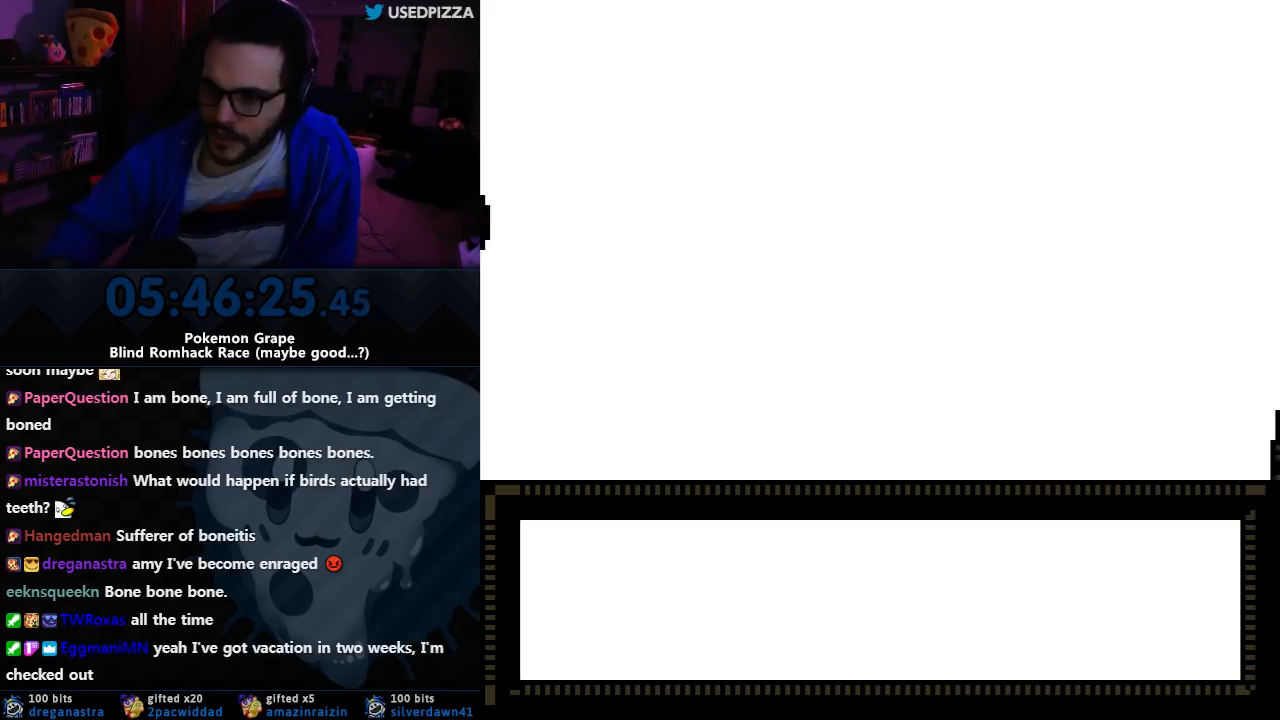 USEDPIZZA
05:46:25.45
Pokemon Grape
Blind Romhack Race (maybe good...?)
soon maybe
PaperQuestion I am bone, I am full of bone, I am getting
boned
PaperQuestion bones bones bones bones bones.
misterastonish What would happen if birds actually had
teeth?
Hangedman Sufferer of boneitis
dreganastra amy I've become enraged
eeknsqueekn Bone bone bone.
TWRoxas all the time
EggmaniMN yeah I've got vacation in two weeks, I'm
checked out
100 bits gifted x20 gifted x5 100 bits
dreganastra 2pacwiddad amazinraizin silverdawn41